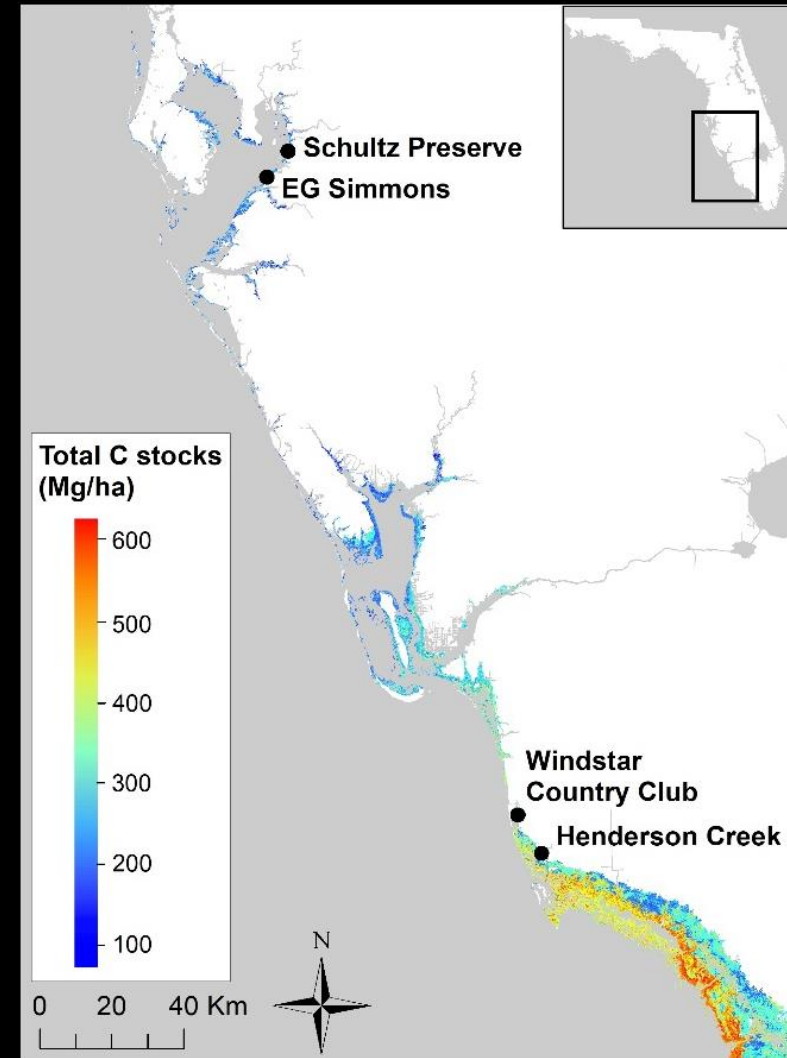 Schultz Preserve
EG Simmons
Total C stocks
(Mg/ha)
600
500
400
300
200
100
Windstar
Country Club
Henderson Creek
N
0 20 40 Km